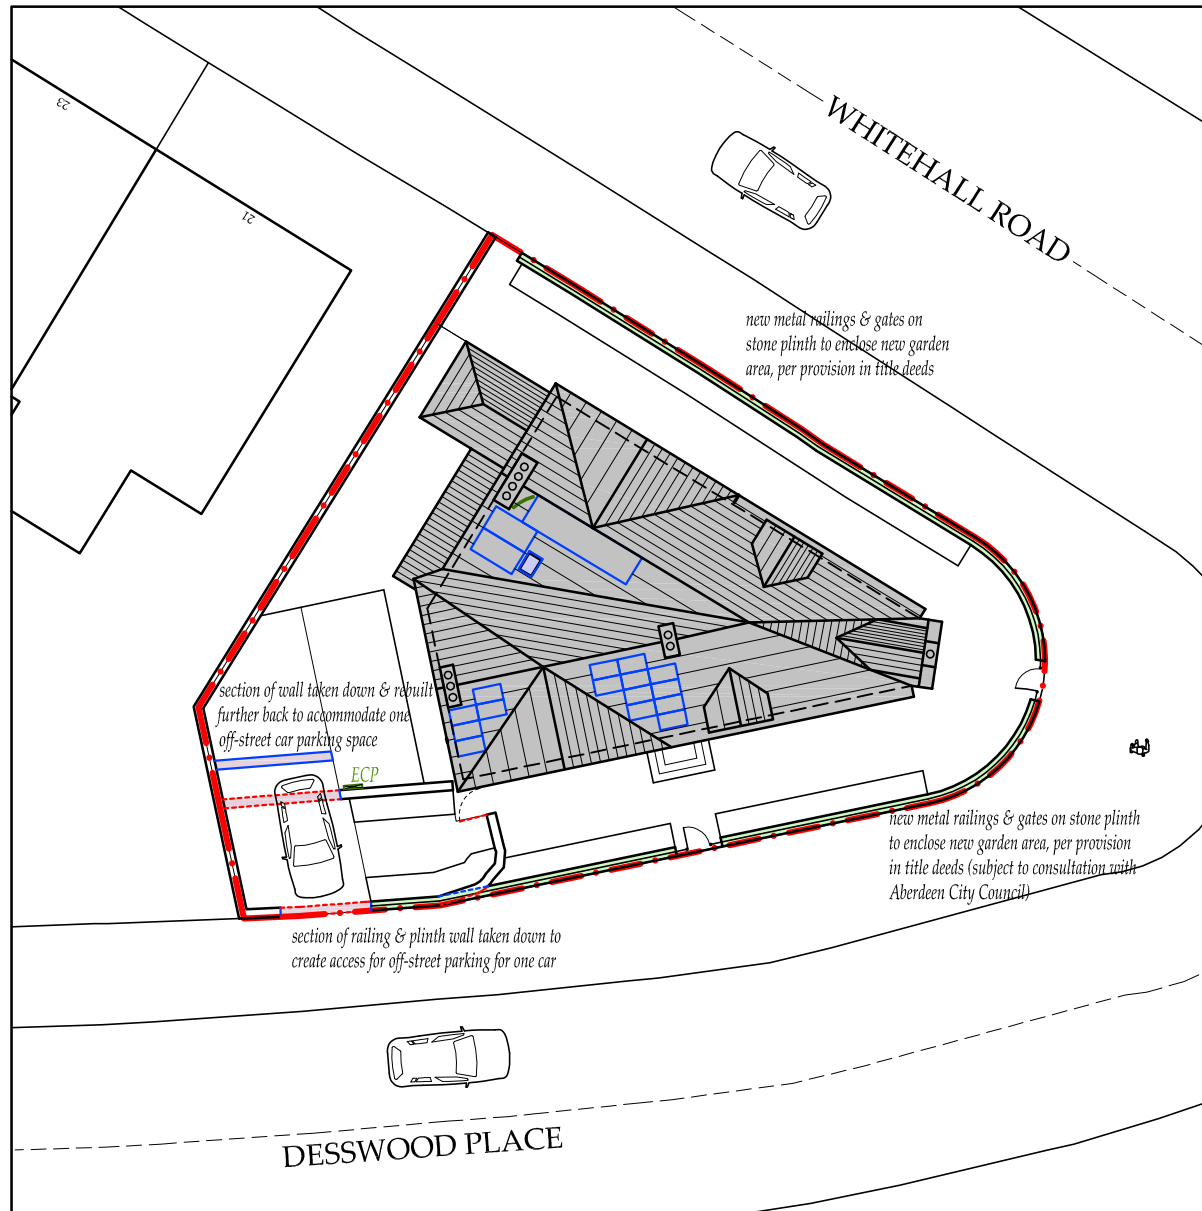 23
21
WHITEHALL ROAD
new metal railings & gates on
stone plinth to enclose new garden
area, per provision in title deeds
section of wall taken down & rebuilt
further back to accommodate one
off-street car parking space
ECP
new metal railings & gates on stone plinth
to enclose new garden area, per provision
in title deeds (subject to consultation with
Aberdeen City Council)
section of railing & plinth wall taken down to
create access for off-street parking for one car
DESSWOOD PLACE